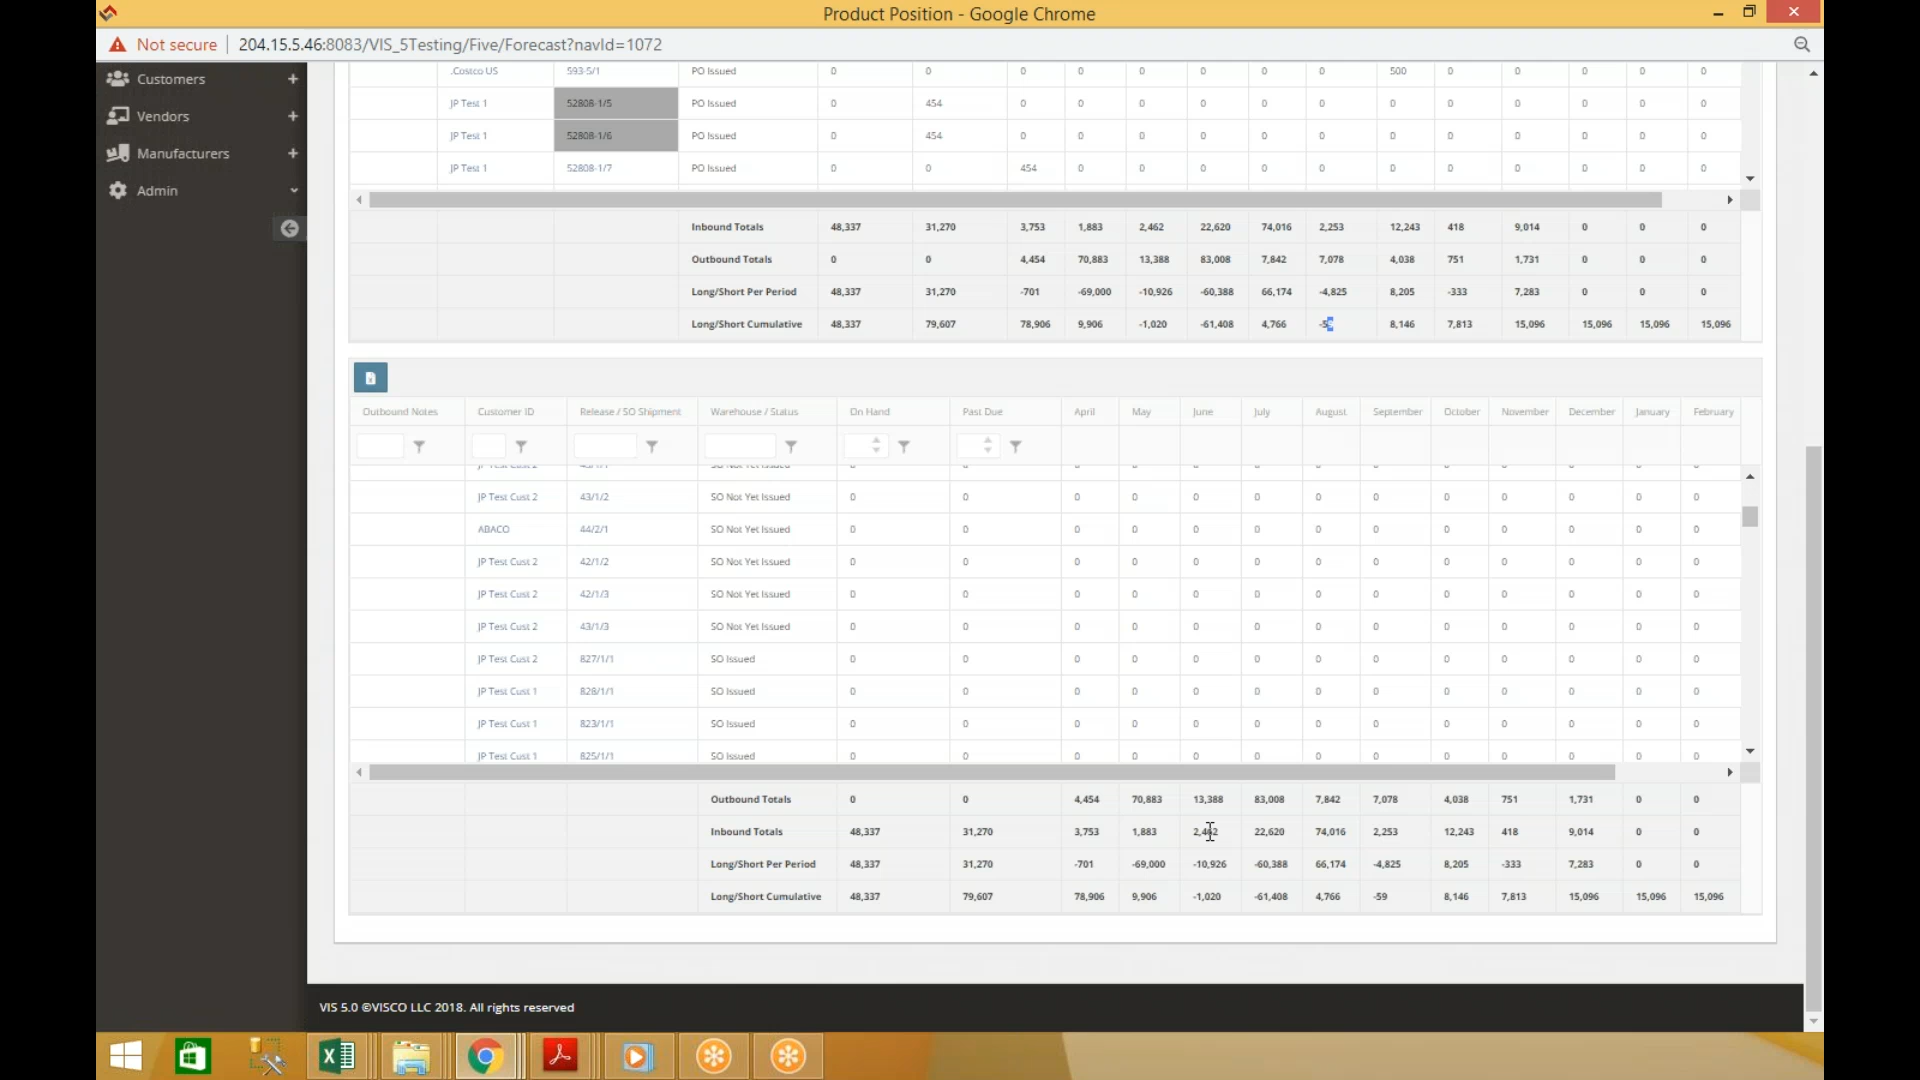 Product Position - Google Chrome
Not secure 204.15.5.46:8083/VIS_5Testing/Five/Forecast?navId=1072
Customers +
Vendors +
Manufacturers +
Admin
.Costco US 593-5/1 PO Issued 0 0 0 0 0 0 0 0 500 0 0 0 0 0
JP Test 1 52808-1/5 PO Issued 0 454 0 0 0 0 0 0 0 0 0 0 0 0
JP Test 1 52808-1/6 PO Issued 0 454 0 0 0 0 0 0 0 0 0 0 0 0
JP Test 1 52808-1/7 PO Issued 0 0 454 0 0 0 0 0 0 0 0 0 0 0
Inbound Totals 48,337 31,270 3,753 1,883 2,462 22,620 74,016 2,253 12,243 418 9,014 0 0 0
Outbound Totals 0 0 4,454 70,883 13,388 83,008 7,842 7,078 4,038 751 1,731 0 0 0
Long/Short Per Period 48,337 31,270 -701 -69,000 -10,926 -60,388 66,174 -4,825 8,205 -333 7,283 0 0 0
Long/Short Cumulative 48,337 79,607 78,906 9,906 -1,020 -61,408 4,766 -59 8,146 7,813 15,096 15,096 15,096 15,096
Outbound Notes Customer ID Release / SO Shipment Warehouse / Status On Hand Past Due April May June July August September October November December January February
JP Test Cust 2 43/1/2 SO Not Yet Issued 0 0 0 0 0 0 0 0 0 0 0 0 0
ABACO 44/2/1 SO Not Yet Issued 0 0 0 0 0 0 0 0 0 0 0 0 0
JP Test Cust 2 42/1/2 SO Not Yet Issued 0 0 0 0 0 0 0 0 0 0 0 0 0
JP Test Cust 2 42/1/3 SO Not Yet Issued 0 0 0 0 0 0 0 0 0 0 0 0 0
JP Test Cust 2 43/1/3 SO Not Yet Issued 0 0 0 0 0 0 0 0 0 0 0 0 0
JP Test Cust 2 827/1/1 SO Issued 0 0 0 0 0 0 0 0 0 0 0 0 0
JP Test Cust 1 828/1/1 SO Issued 0 0 0 0 0 0 0 0 0 0 0 0 0
JP Test Cust 1 823/1/1 SO Issued 0 0 0 0 0 0 0 0 0 0 0 0 0
JP Test Cust 1 825/1/1 SO Issued 0 0 0 0 0 0 0 0 0 0 0 0 0
Outbound Totals 0 0 4,454 70,883 13,388 83,008 7,842 7,078 4,038 751 1,731 0 0
Inbound Totals 48,337 31,270 3,753 1,883 2,462 22,620 74,016 2,253 12,243 418 9,014 0 0
Long/Short Per Period 48,337 31,270 -701 -69,000 -10,926 -60,388 66,174 -4,825 8,205 -333 7,283 0 0
Long/Short Cumulative 48,337 79,607 78,906 9,906 -1,020 -61,408 4,766 -59 8,146 7,813 15,096 15,096 15,096
VIS 5.0 ©VISCO LLC 2018. All rights reserved